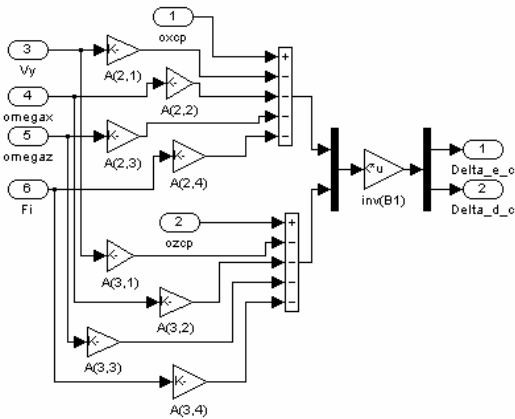 1
oxcp
3
Vy
K-
A(2,1)
4
omegax
K-
A(2,2)
5
omegaz
K-
A(2,3)
6
Fi
K-
A(2,4)
+
−
−
−
−
2
ozcp
K-
A(3,1)
K-
A(3,2)
K-
A(3,3)
K-
A(3,4)
+
−
−
−
−
u
inv(B1)
1
Delta_e_c
2
Delta_d_c